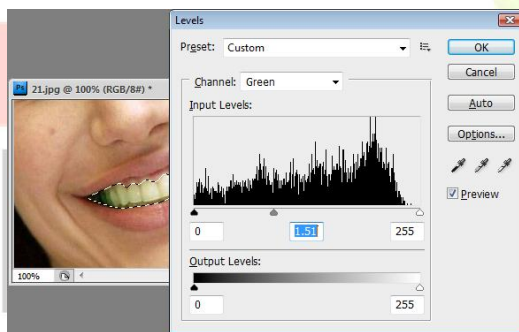 Levels
Preset: Custom
OK
Cancel
Auto
Options...
Preview
Channel: Green
Input Levels:
0 1.51 255
Output Levels:
0 255
Ps 21.jpg @ 100% (RGB/8#) *
100%